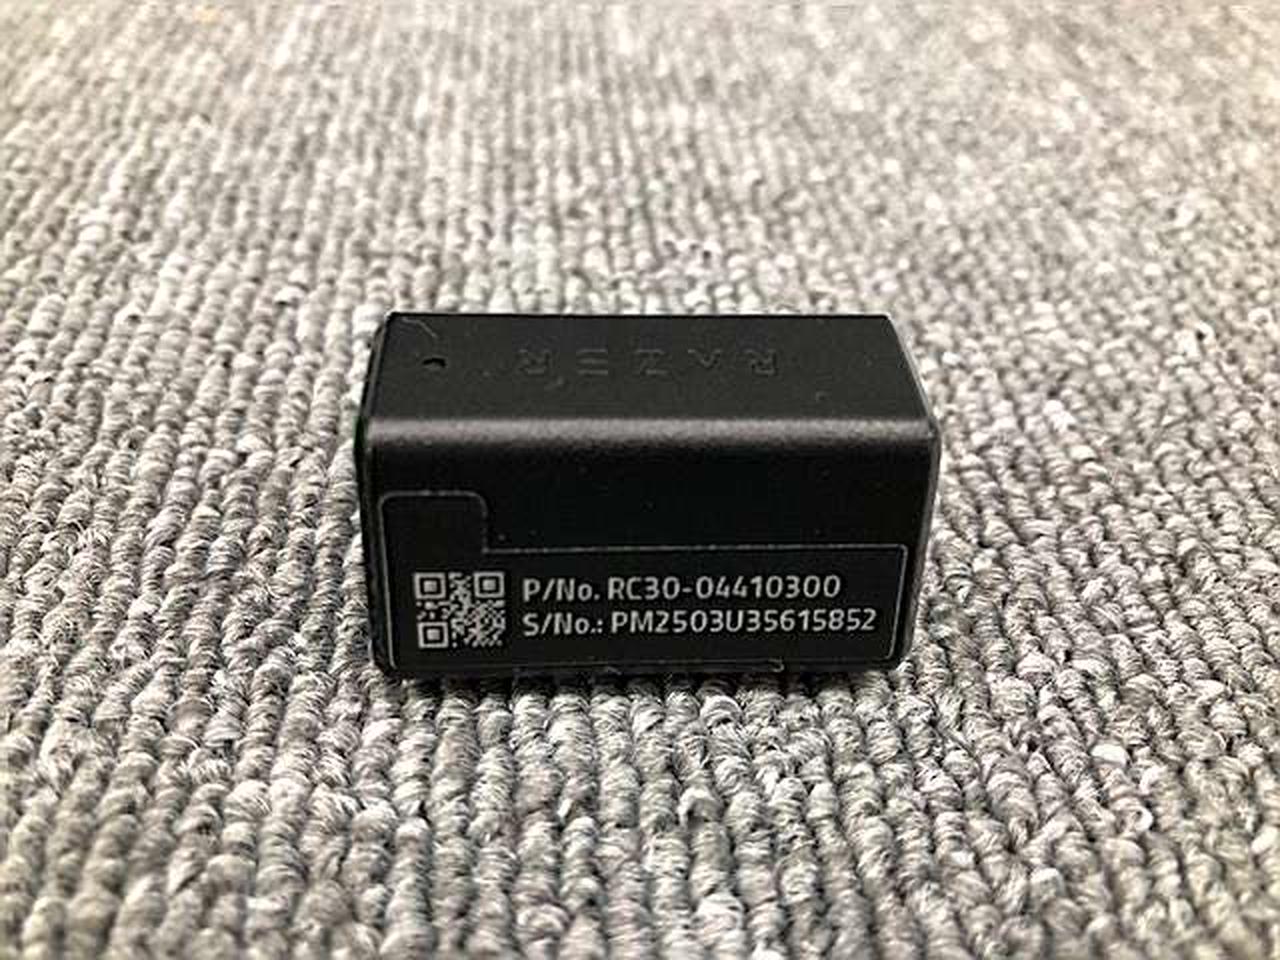 RAZER
P/No. RC30-04410300
S/No.: PM2503U35615852